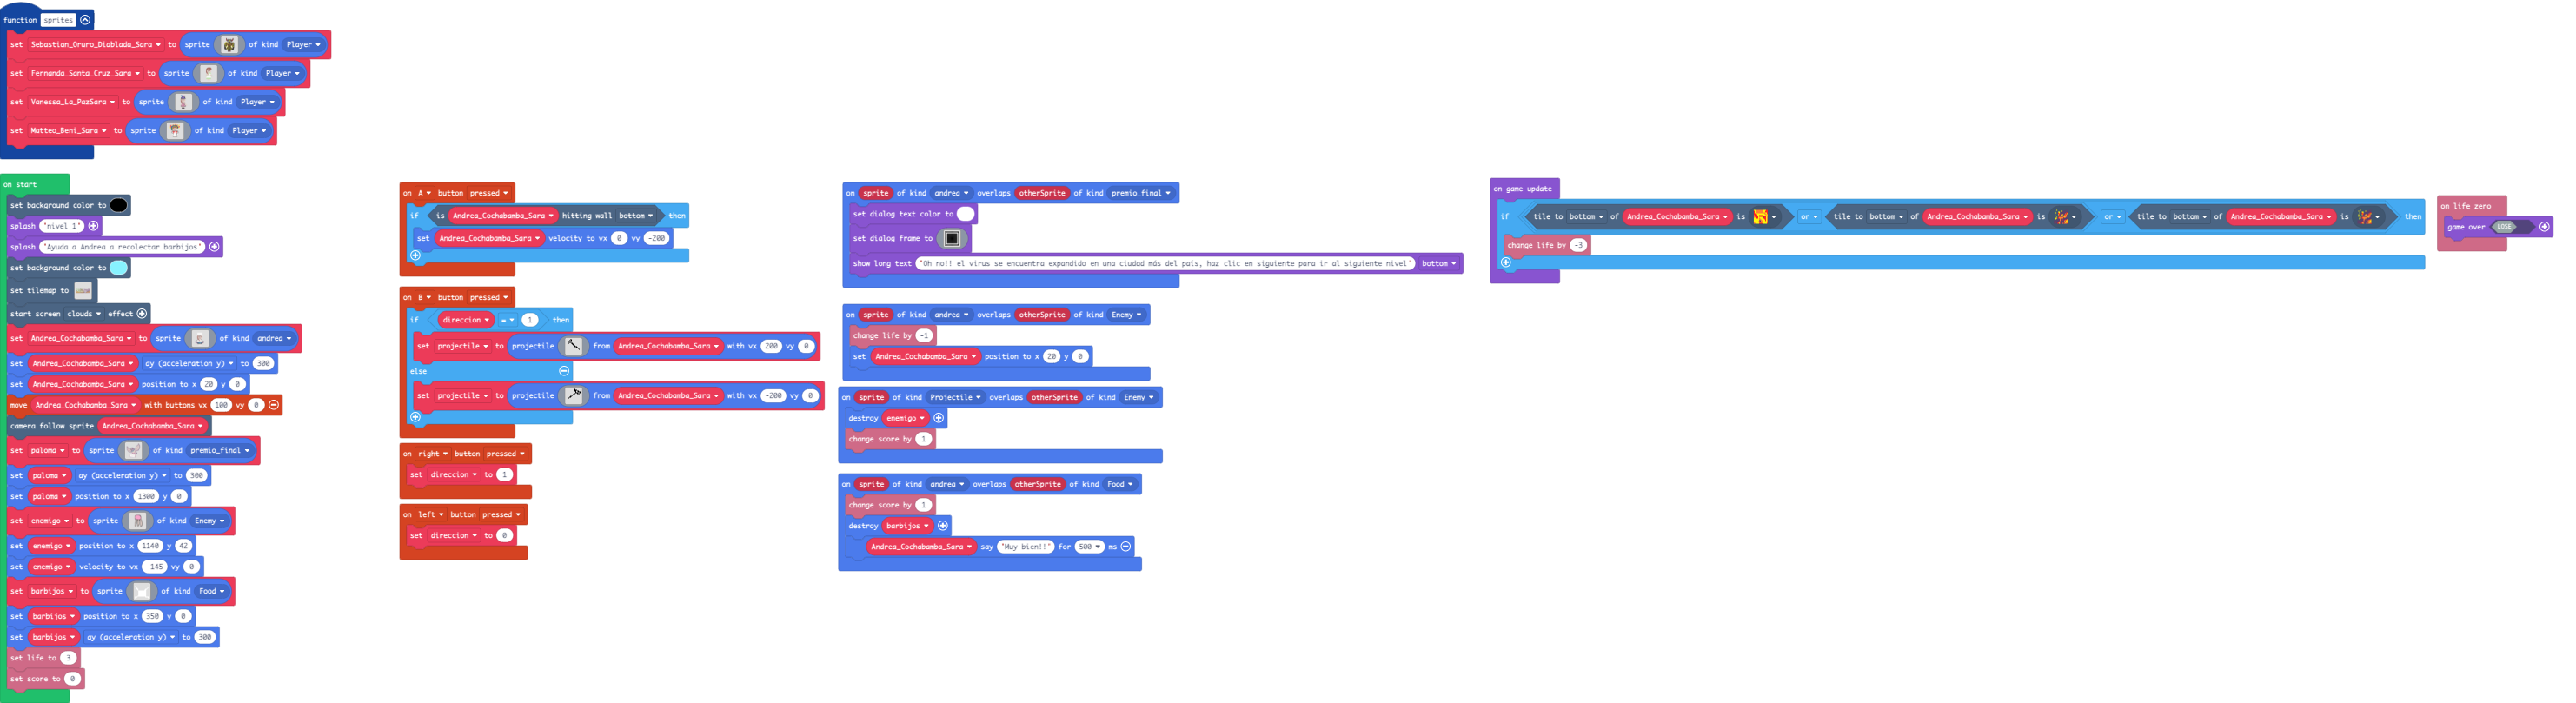 function sprites
set Sebastian_Oruro_Diablada_Sara to sprite of kind Player
set Fernanda_Santa_Cruz_Sara to sprite of kind Player
set Vanessa_La_PazSara to sprite of kind Player
set Matteo_Beni_Sara to sprite of kind Player
on start
set background color to
splash "nivel 1"
splash "Ayuda a Andrea a recolectar barbijos"
set background color to
set tilemap to
start screen clouds effect
set Andrea_Cochabamba_Sara to sprite of kind andrea
set Andrea_Cochabamba_Sara ay (acceleration y) to 300
set Andrea_Cochabamba_Sara position to x 20 y 0
move Andrea_Cochabamba_Sara with buttons vx 100 vy 0
camera follow sprite Andrea_Cochabamba_Sara
set paloma to sprite of kind premio_final
set paloma ay (acceleration y) to 300
set paloma position to x 1300 y 0
set enemigo to sprite of kind Enemy
set enemigo position to x 1140 y 42
set enemigo velocity to vx -145 vy 0
set barbijos to sprite of kind Food
set barbijos position to x 350 y 0
set barbijos ay (acceleration y) to 300
set life to 3
set score to 0
on A button pressed
if is Andrea_Cochabamba_Sara hitting wall bottom then
set Andrea_Cochabamba_Sara velocity to vx 0 vy -200
on B button pressed
if direccion = 1 then
set projectile to projectile from Andrea_Cochabamba_Sara with vx 200 vy 0
else
set projectile to projectile from Andrea_Cochabamba_Sara with vx -200 vy 0
on right button pressed
set direccion to 1
on left button pressed
set direccion to 0
on sprite of kind andrea overlaps otherSprite of kind premio_final
set dialog text color to
set dialog frame to
show long text "Oh no!! el virus se encuentra expandido en una ciudad más del país, haz clic en siguiente para ir al siguiente nivel" bottom
on sprite of kind andrea overlaps otherSprite of kind Enemy
change life by -1
set Andrea_Cochabamba_Sara position to x 20 y 0
on sprite of kind Projectile overlaps otherSprite of kind Enemy
destroy enemigo
change score by 1
on sprite of kind andrea overlaps otherSprite of kind Food
change score by 1
destroy barbijos
Andrea_Cochabamba_Sara say "Muy bien!!" for 500 ms
on game update
if tile to bottom of Andrea_Cochabamba_Sara is or tile to bottom of Andrea_Cochabamba_Sara is or tile to bottom of Andrea_Cochabamba_Sara is then
change life by -3
on life zero
game over LOSE